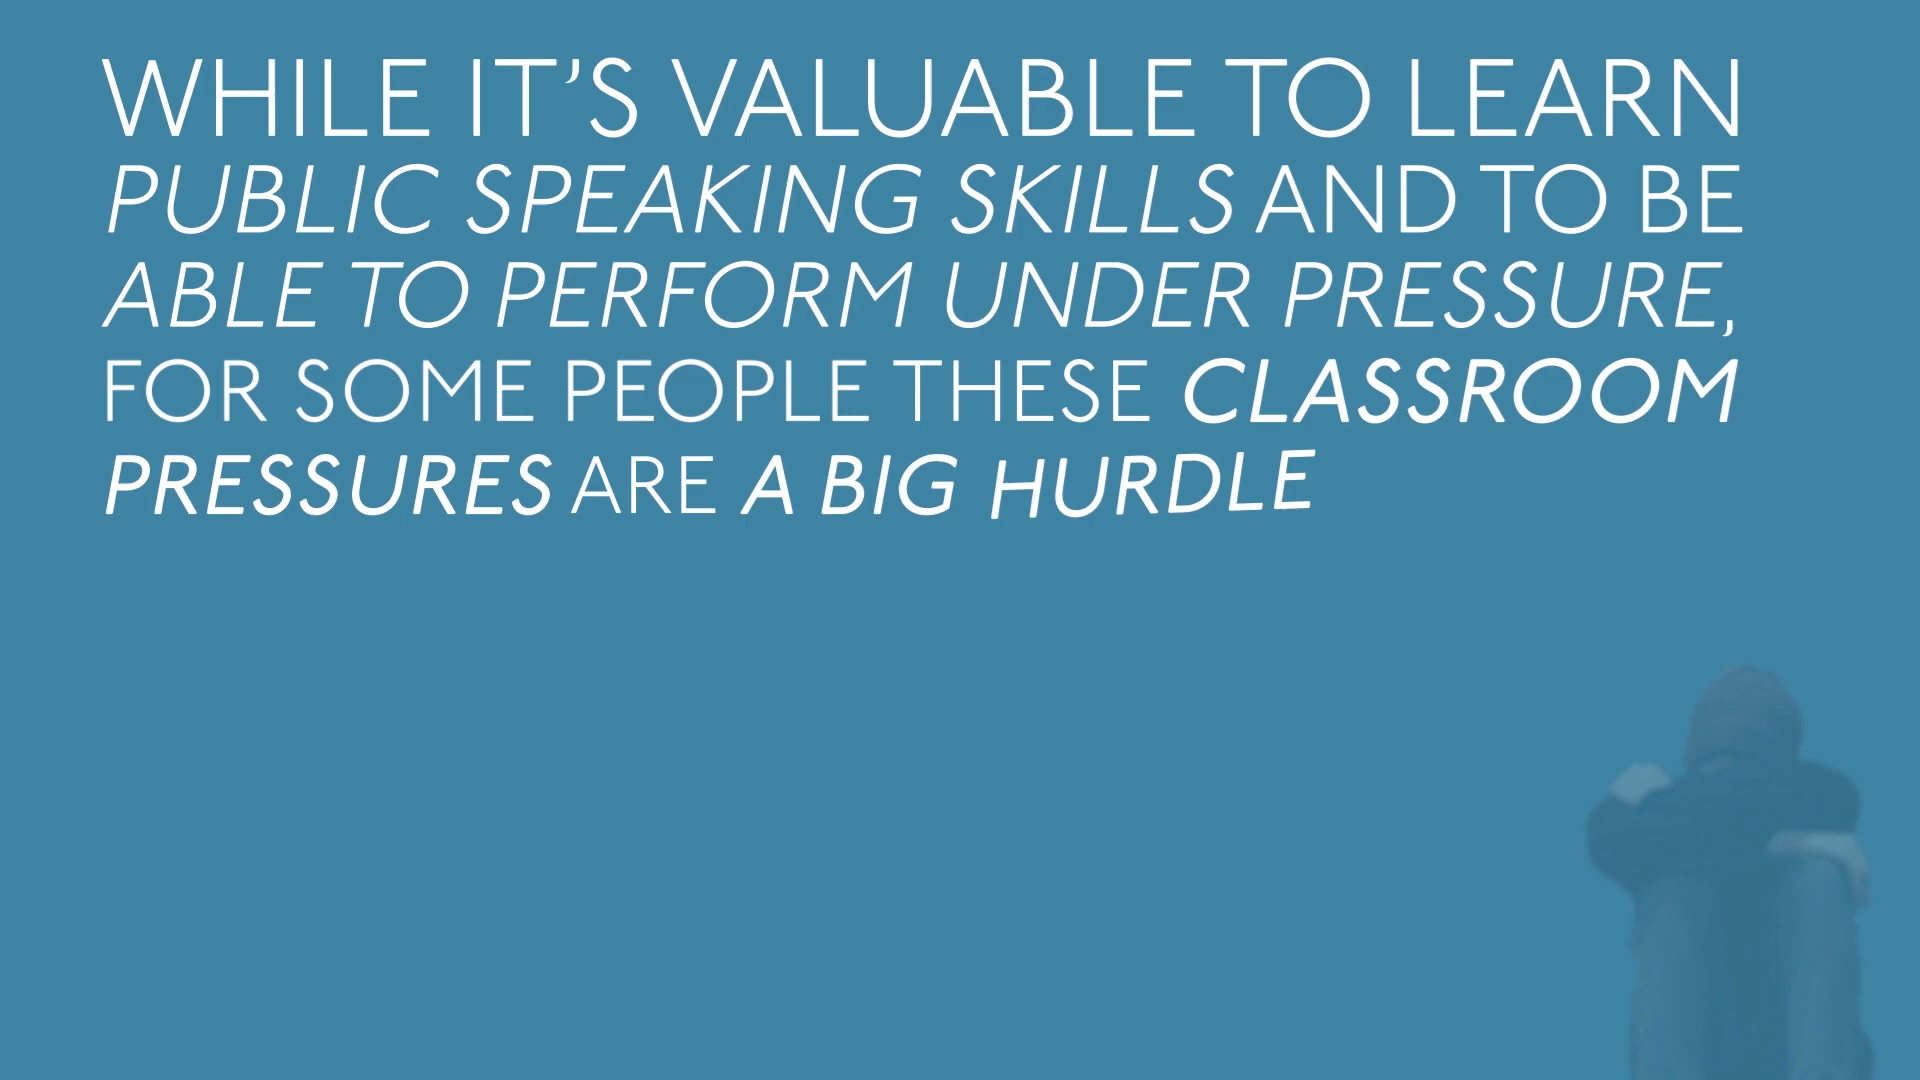 WHILE IT’S VALUABLE TO LEARN
PUBLIC SPEAKING SKILLS AND TO BE
ABLE TO PERFORM UNDER PRESSURE,
FOR SOME PEOPLE THESE CLASSROOM
PRESSURES ARE A BIG HURDLE